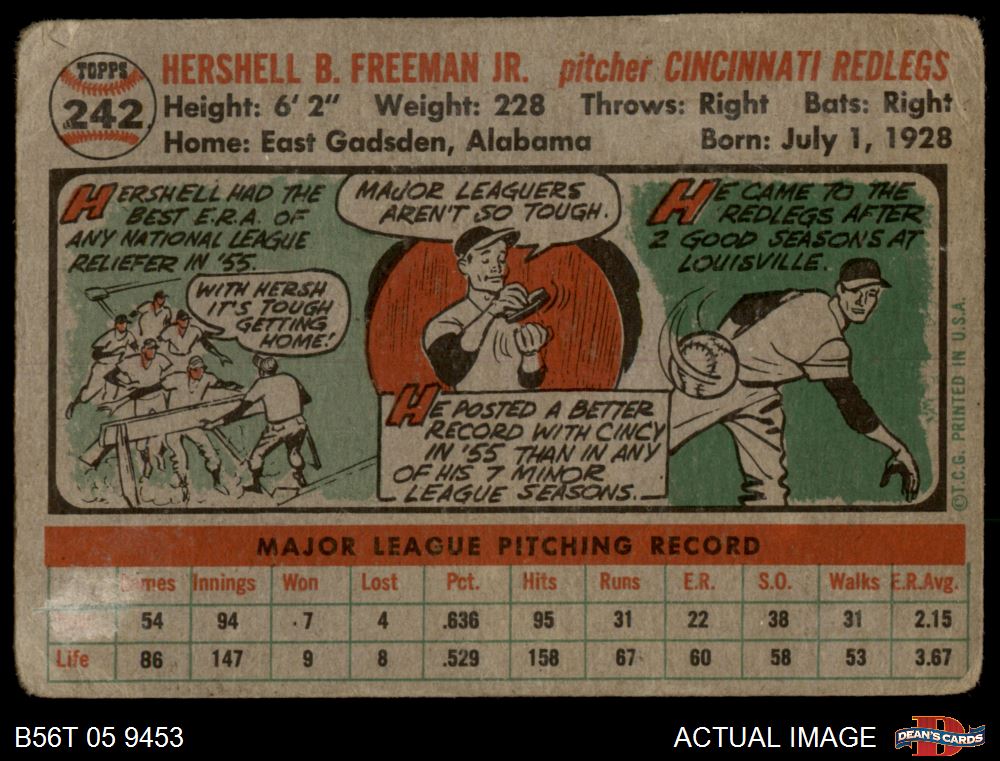 TOPPS
242
HERSHELL B. FREEMAN JR. pitcher CINCINNATI REDLEGS
Height: 6' 2" Weight: 228 Throws: Right Bats: Right
Home: East Gadsden, Alabama Born: July 1, 1928
HERSHELL HAD THE
BEST E.R.A. OF
ANY NATIONAL LEAGUE
RELIEFER IN '55.
WITH HERSH
IT'S TOUGH
GETTING
HOME!
MAJOR LEAGUERS
AREN'T SO TOUGH.
HE POSTED A BETTER
RECORD WITH CINCY
IN '55 THAN IN ANY
OF HIS 7 MINOR
LEAGUE SEASONS.
HE CAME TO THE
REDLEGS AFTER
2 GOOD SEASONS AT
LOUISVILLE.
©T.C.G. PRINTED IN U.S.A.
MAJOR LEAGUE PITCHING RECORD
Games Innings Won Lost Pct. Hits Runs E.R. S.O. Walks E.R.Avg.
54 94 7 4 .636 95 31 22 38 31 2.15
Life 86 147 9 8 .529 158 67 60 58 53 3.67
B56T 05 9453 ACTUAL IMAGE
DEAN'S CARDS